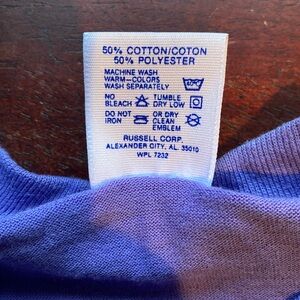 50% COTTON/COTON
50% POLYESTER
MACHINE WASH
WARM-COLORS
WASH SEPARATELY
NO BLEACH TUMBLE DRY LOW
DO NOT IRON OR DRY CLEAN EMBLEM
RUSSELL CORP.
ALEXANDER CITY, AL. 35010
WPL 7232